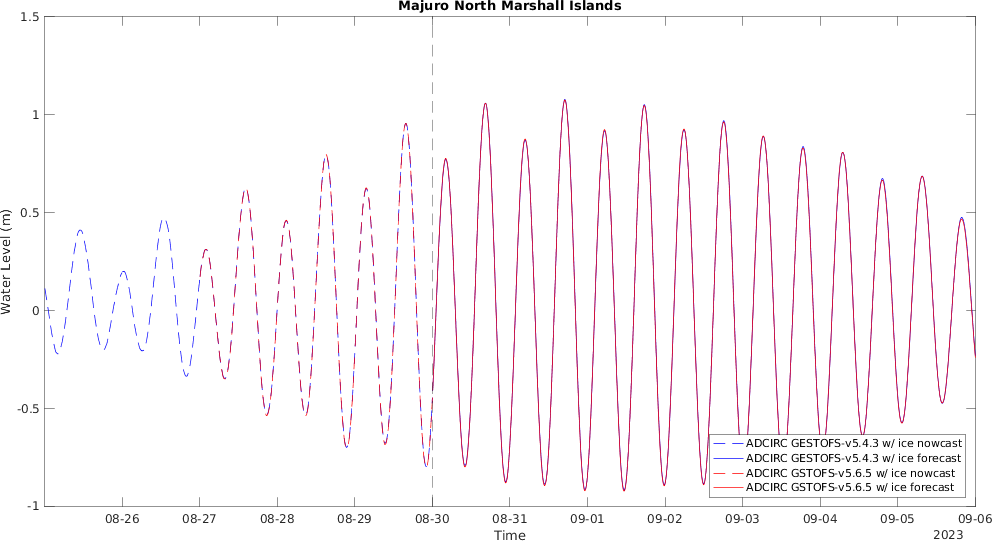 Majuro North Marshall Islands
1.5
1
0.5
0
-0.5
-1
Water Level (m)
ADCIRC GESTOFS-v5.4.3 w/ ice nowcast
ADCIRC GESTOFS-v5.4.3 w/ ice forecast
ADCIRC GSTOFS-v5.6.5 w/ ice nowcast
ADCIRC GSTOFS-v5.6.5 w/ ice forecast
08-26 08-27 08-28 08-29 08-30 08-31 09-01 09-02 09-03 09-04 09-05 09-06
Time
2023